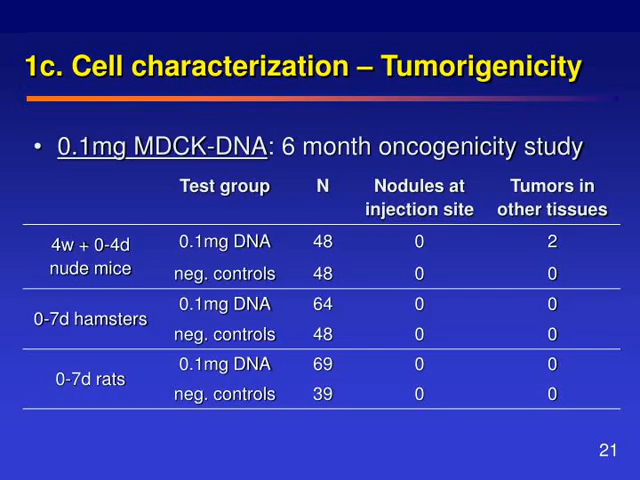 1c. Cell characterization – Tumorigenicity
• 0.1mg MDCK-DNA: 6 month oncogenicity study
Test group N Nodules at injection site Tumors in other tissues
4w + 0-4d nude mice 0.1mg DNA 48 0 2
neg. controls 48 0 0
0-7d hamsters 0.1mg DNA 64 0 0
neg. controls 48 0 0
0-7d rats 0.1mg DNA 69 0 0
neg. controls 39 0 0
21